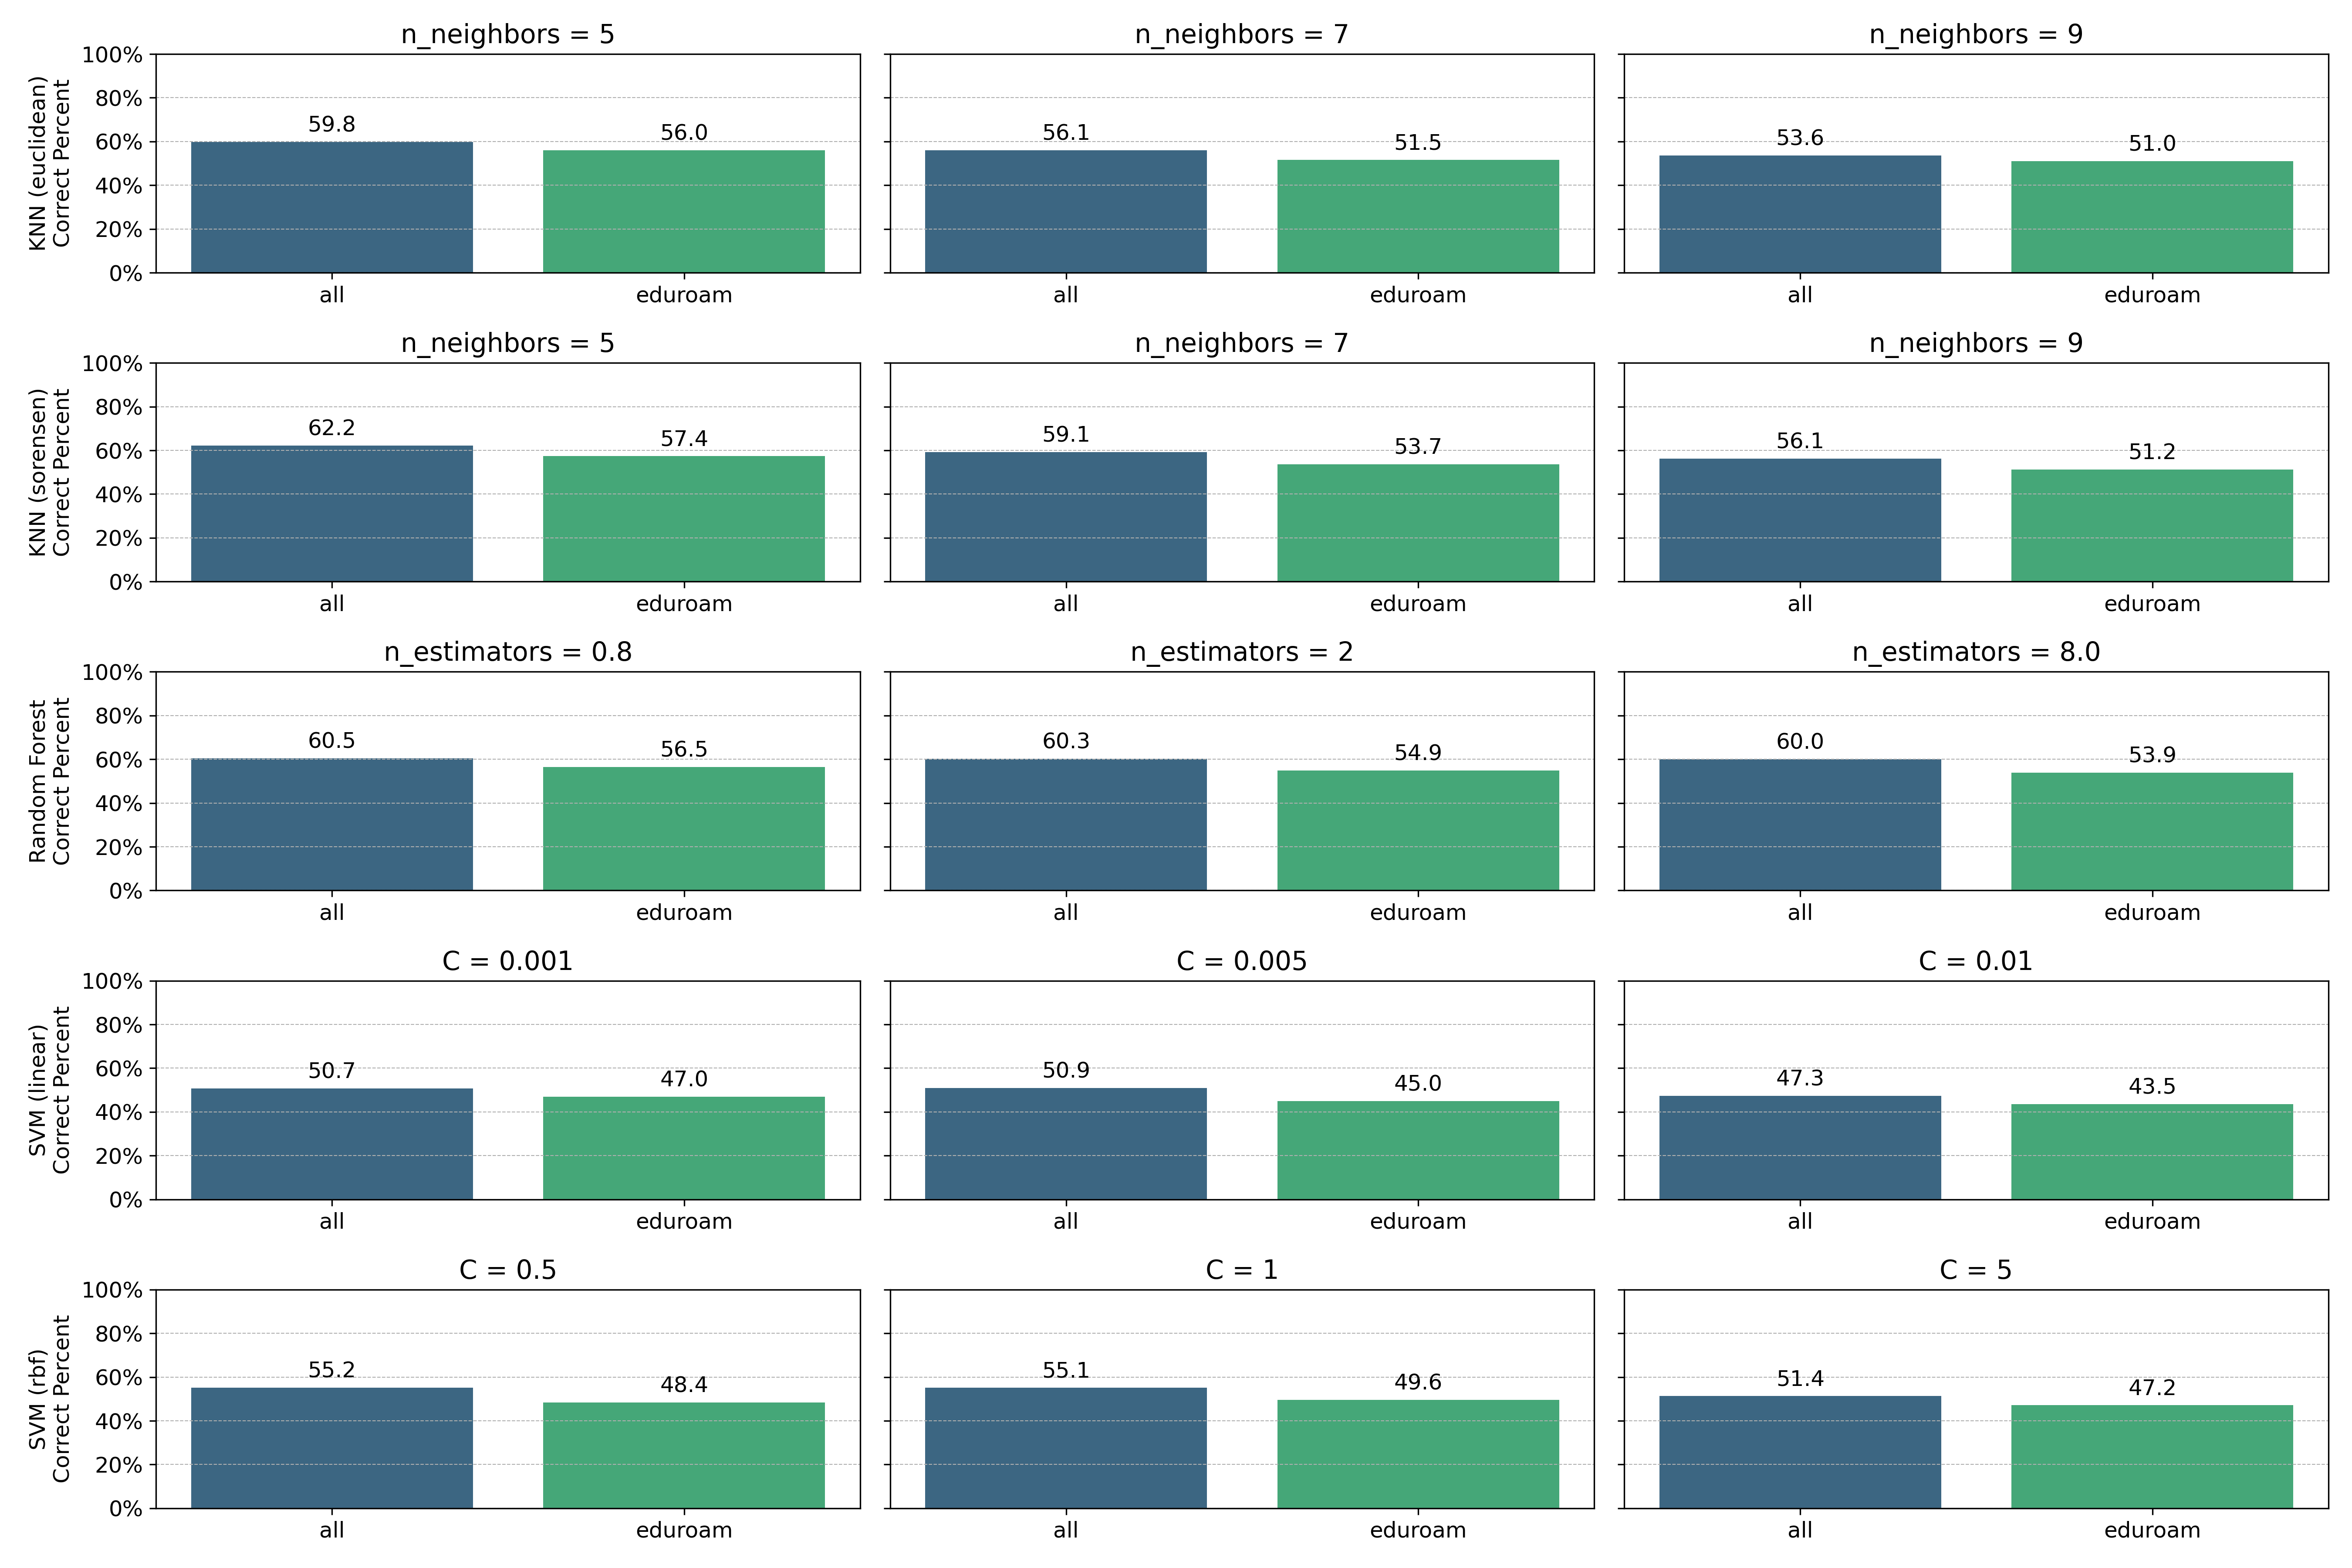 n_neighbors = 5
n_neighbors = 7
n_neighbors = 9
KNN (euclidean)
Correct Percent
100%
80%
60%
40%
20%
0%
59.8
56.0
56.1
51.5
53.6
51.0
all
eduroam
all
eduroam
all
eduroam
n_neighbors = 5
n_neighbors = 7
n_neighbors = 9
KNN (sorensen)
Correct Percent
100%
80%
60%
40%
20%
0%
62.2
57.4
59.1
53.7
56.1
51.2
all
eduroam
all
eduroam
all
eduroam
n_estimators = 0.8
n_estimators = 2
n_estimators = 8.0
Random Forest
Correct Percent
100%
80%
60%
40%
20%
0%
60.5
56.5
60.3
54.9
60.0
53.9
all
eduroam
all
eduroam
all
eduroam
C = 0.001
C = 0.005
C = 0.01
SVM (linear)
Correct Percent
100%
80%
60%
40%
20%
0%
50.7
47.0
50.9
45.0
47.3
43.5
all
eduroam
all
eduroam
all
eduroam
C = 0.5
C = 1
C = 5
SVM (rbf)
Correct Percent
100%
80%
60%
40%
20%
0%
55.2
48.4
55.1
49.6
51.4
47.2
all
eduroam
all
eduroam
all
eduroam